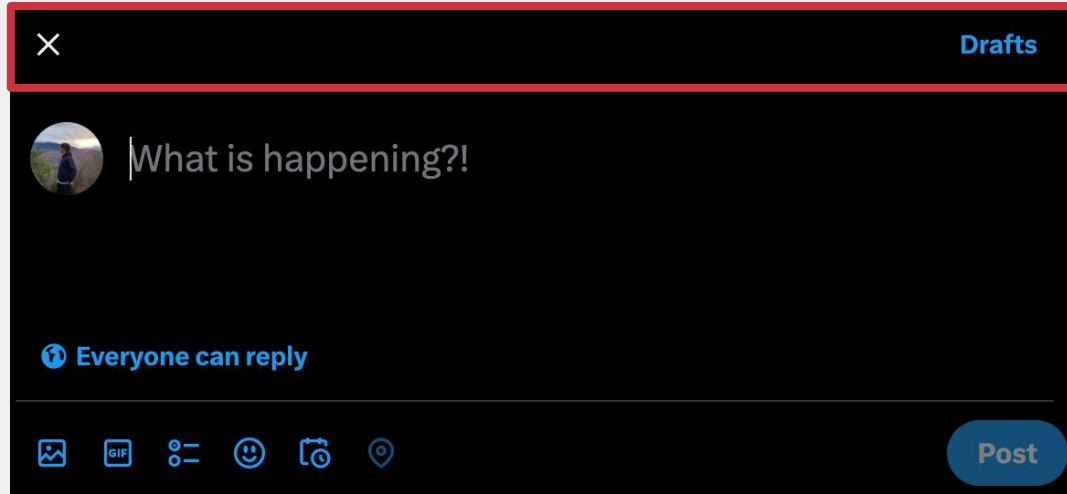 Drafts
What is happening?!
Everyone can reply
GIF
Post